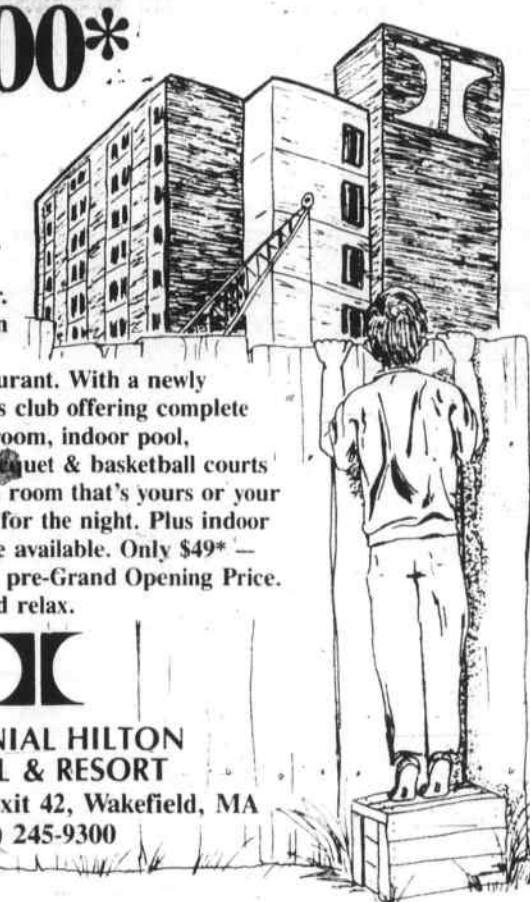 00*
r.
n
urant. With a newly
s club offering complete
room, indoor pool,
quet & basketball courts
room that's yours or your
for the night. Plus indoor
e available. Only $49* —
pre-Grand Opening Price.
d relax.
NIAL HILTON
L & RESORT
xit 42, Wakefield, MA
) 245-9300